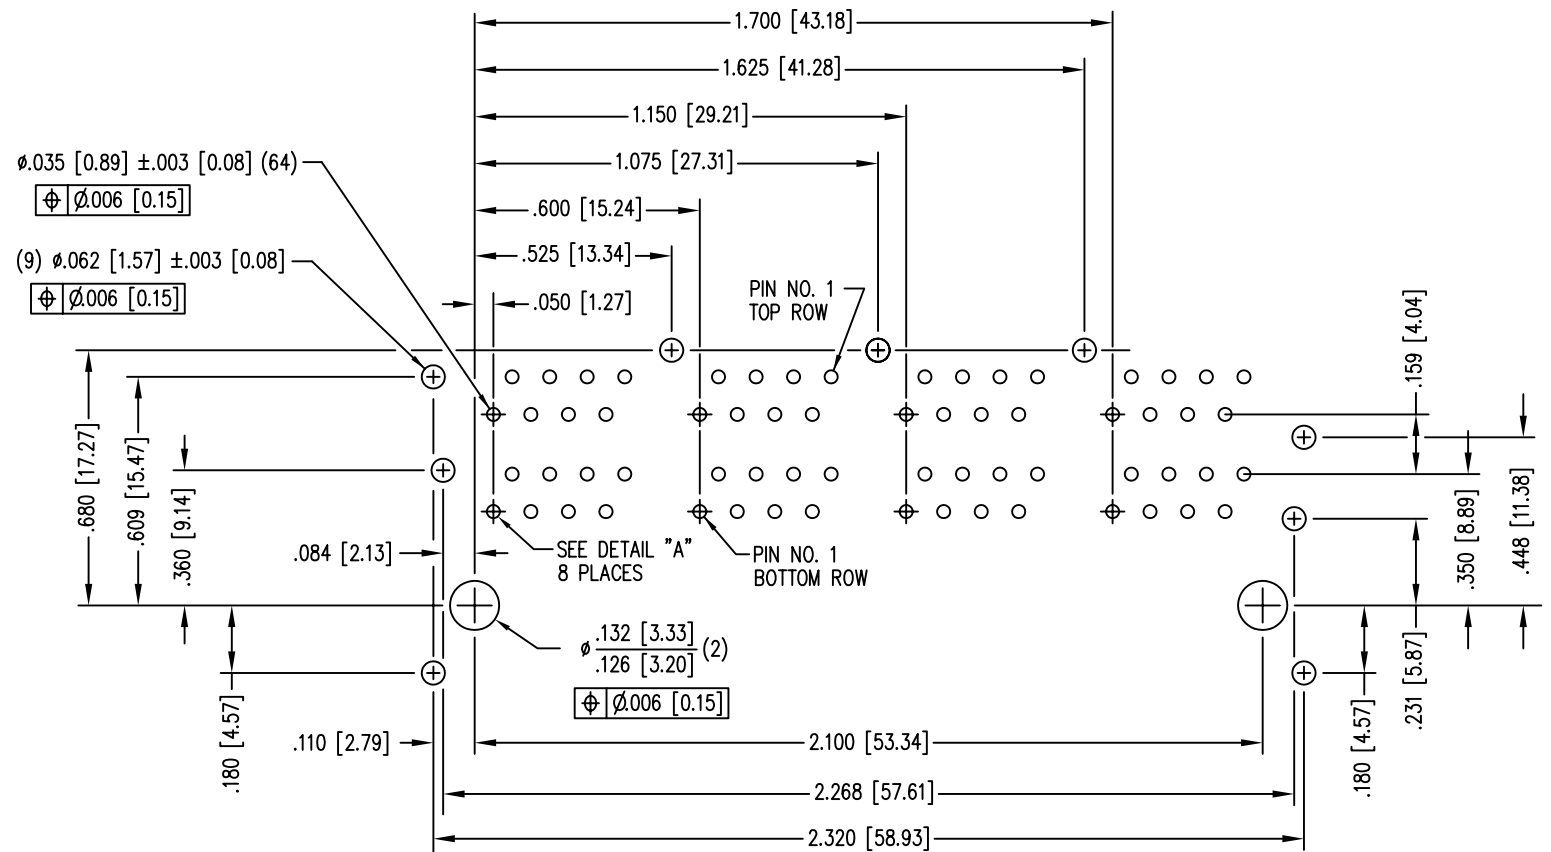 1.700 [43.18]
1.625 [41.28]
1.150 [29.21]
1.075 [27.31]
ø.035 [0.89] ±.003 [0.08] (64)
⌖ Ø.006 [0.15]
.600 [15.24]
(9) ø.062 [1.57] ±.003 [0.08]
⌖ Ø.006 [0.15]
.525 [13.34]
.050 [1.27]
PIN NO. 1
TOP ROW
.159 [4.04]
.680 [17.27]
.609 [15.47]
.360 [9.14]
.084 [2.13]
SEE DETAIL "A"
8 PLACES
PIN NO. 1
BOTTOM ROW
.350 [8.89]
.448 [11.38]
ø .132 [3.33]
.126 [3.20] (2)
⌖ Ø.006 [0.15]
.231 [5.87]
.180 [4.57]
.180 [4.57]
.110 [2.79]
2.100 [53.34]
2.268 [57.61]
2.320 [58.93]